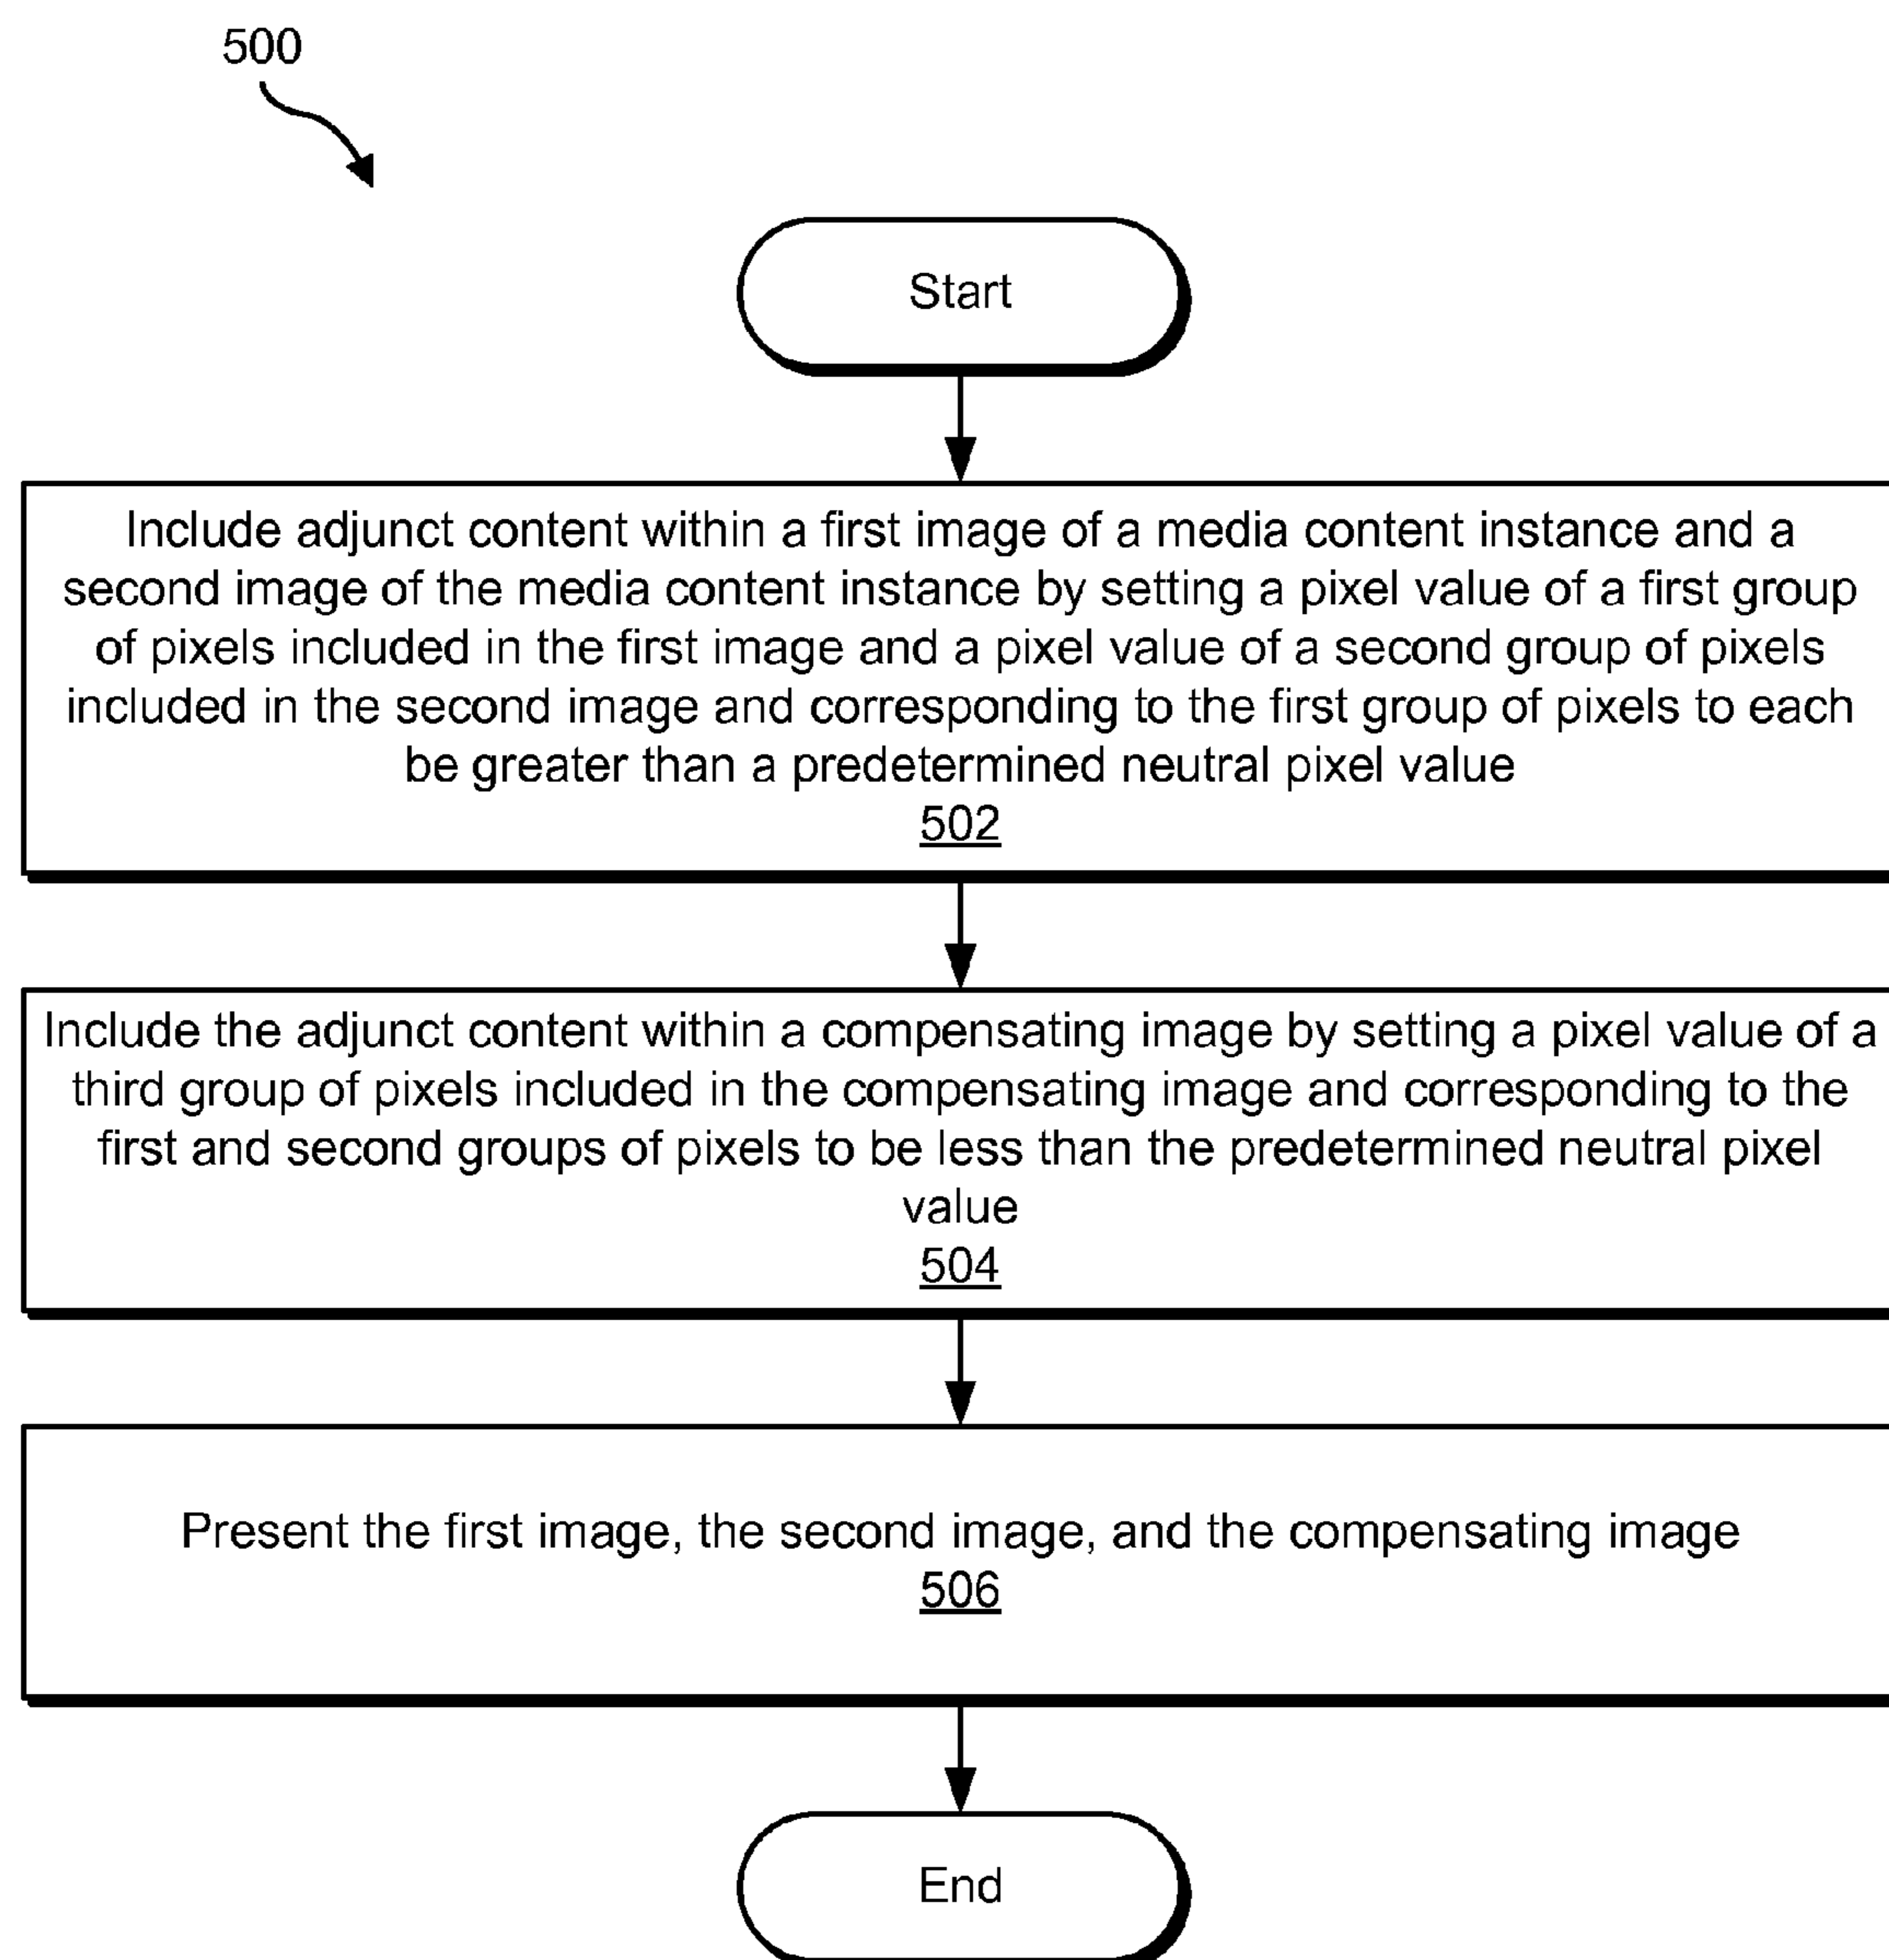 500
Start
Include adjunct content within a first image of a media content instance and a
second image of the media content instance by setting a pixel value of a first group
of pixels included in the first image and a pixel value of a second group of pixels
included in the second image and corresponding to the first group of pixels to each
be greater than a predetermined neutral pixel value
502
Include the adjunct content within a compensating image by setting a pixel value of a
third group of pixels included in the compensating image and corresponding to the
first and second groups of pixels to be less than the predetermined neutral pixel
value
504
Present the first image, the second image, and the compensating image
506
End